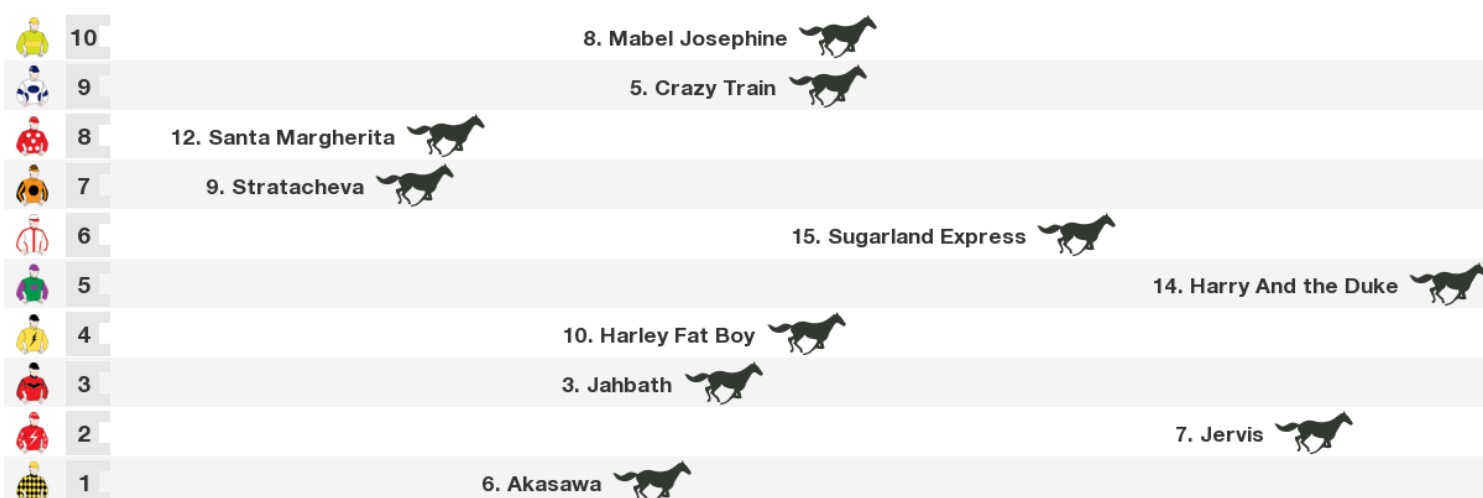 10 8. Mabel Josephine
9 5. Crazy Train
8 12. Santa Margherita
7 9. Stratacheva
6 15. Sugarland Express
5 14. Harry And the Duke
4 10. Harley Fat Boy
3 3. Jahbath
2 7. Jervis
1 6. Akasawa